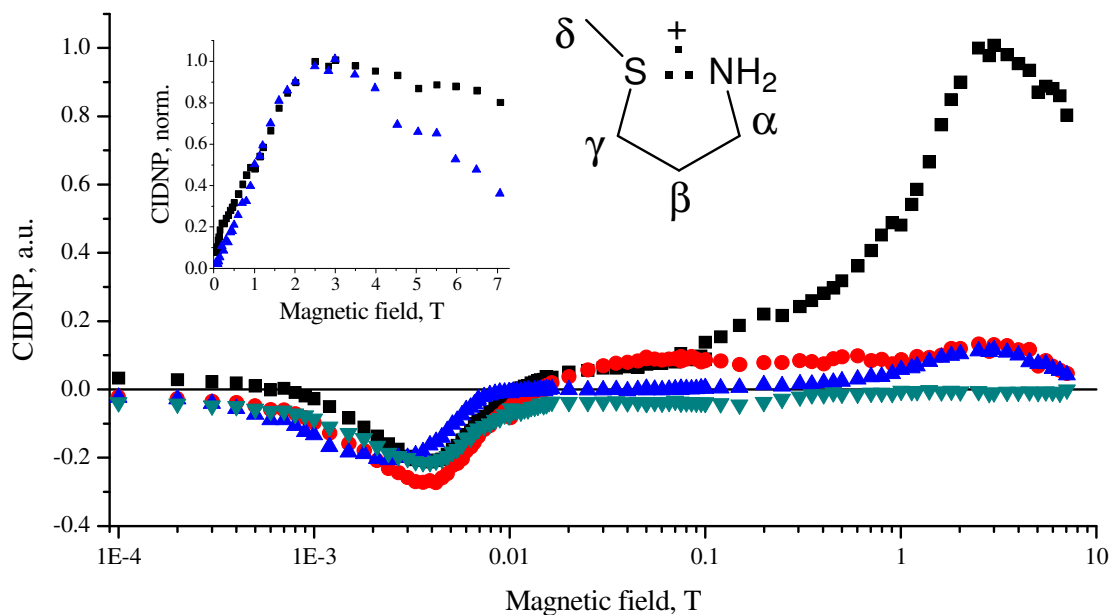 CIDNP, a.u.
1.0
0.8
0.6
0.4
0.2
0.0
-0.2
-0.4
1E-4
1E-3
0.01
0.1
1
10
Magnetic field, T
CIDNP, norm.
1.0
0.8
0.6
0.4
0.2
0.0
0 1 2 3 4 5 6 7
Magnetic field, T
δ
+
S NH2
γ α
β